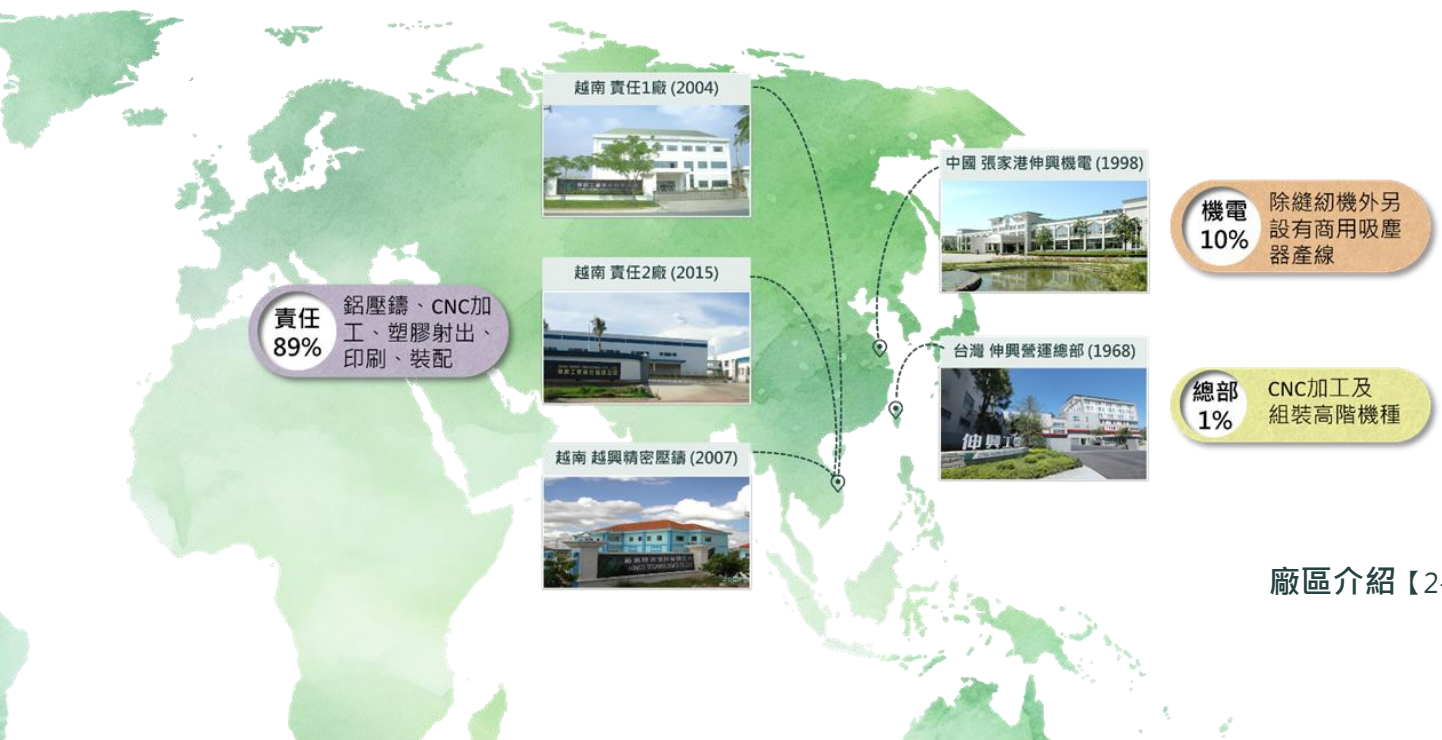 越南 責任1廠 (2004)
中國 張家港伸興機電 (1998)
機電
10%
除縫紉機外另
設有商用吸塵
器產線
越南 責任2廠 (2015)
責任
89%
鋁壓鑄、CNC加
工、塑膠射出、
印刷、裝配
台灣 伸興營運總部 (1968)
伸興工
總部
1%
CNC加工及
組裝高階機種
越南 越興精密壓鑄 (2007)
廠區介紹【2-